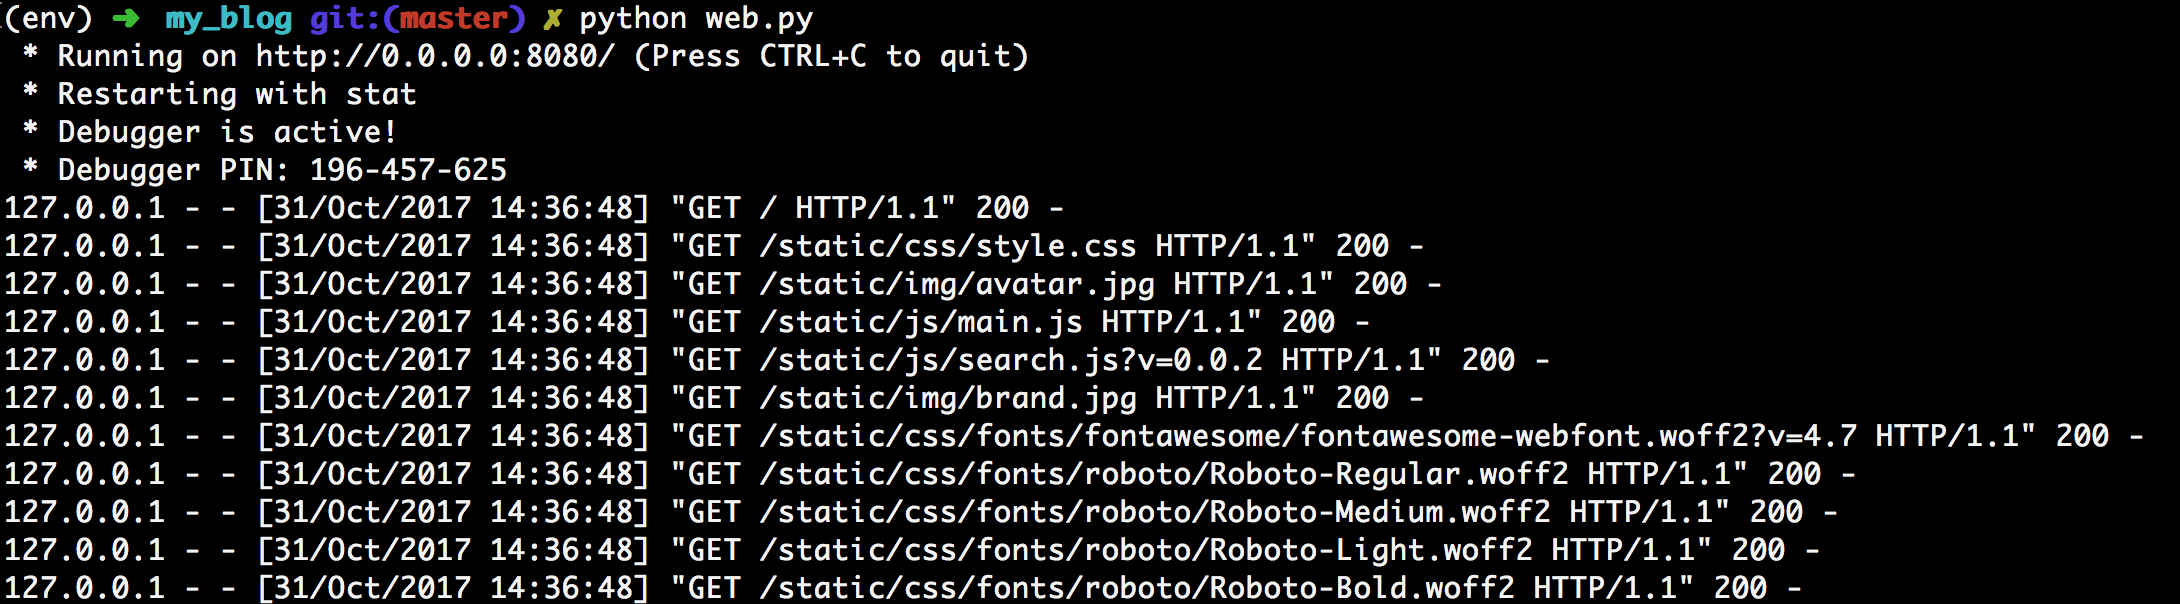 (env) ➜ my_blog git:(master) ✗ python web.py
* Running on http://0.0.0.0:8080/ (Press CTRL+C to quit)
* Restarting with stat
* Debugger is active!
* Debugger PIN: 196-457-625
127.0.0.1 - - [31/Oct/2017 14:36:48] "GET / HTTP/1.1" 200 -
127.0.0.1 - - [31/Oct/2017 14:36:48] "GET /static/css/style.css HTTP/1.1" 200 -
127.0.0.1 - - [31/Oct/2017 14:36:48] "GET /static/img/avatar.jpg HTTP/1.1" 200 -
127.0.0.1 - - [31/Oct/2017 14:36:48] "GET /static/js/main.js HTTP/1.1" 200 -
127.0.0.1 - - [31/Oct/2017 14:36:48] "GET /static/js/search.js?v=0.0.2 HTTP/1.1" 200 -
127.0.0.1 - - [31/Oct/2017 14:36:48] "GET /static/img/brand.jpg HTTP/1.1" 200 -
127.0.0.1 - - [31/Oct/2017 14:36:48] "GET /static/css/fonts/fontawesome/fontawesome-webfont.woff2?v=4.7 HTTP/1.1" 200 -
127.0.0.1 - - [31/Oct/2017 14:36:48] "GET /static/css/fonts/roboto/Roboto-Regular.woff2 HTTP/1.1" 200 -
127.0.0.1 - - [31/Oct/2017 14:36:48] "GET /static/css/fonts/roboto/Roboto-Medium.woff2 HTTP/1.1" 200 -
127.0.0.1 - - [31/Oct/2017 14:36:48] "GET /static/css/fonts/roboto/Roboto-Light.woff2 HTTP/1.1" 200 -
127.0.0.1 - - [31/Oct/2017 14:36:48] "GET /static/css/fonts/roboto/Roboto-Bold.woff2 HTTP/1.1" 200 -